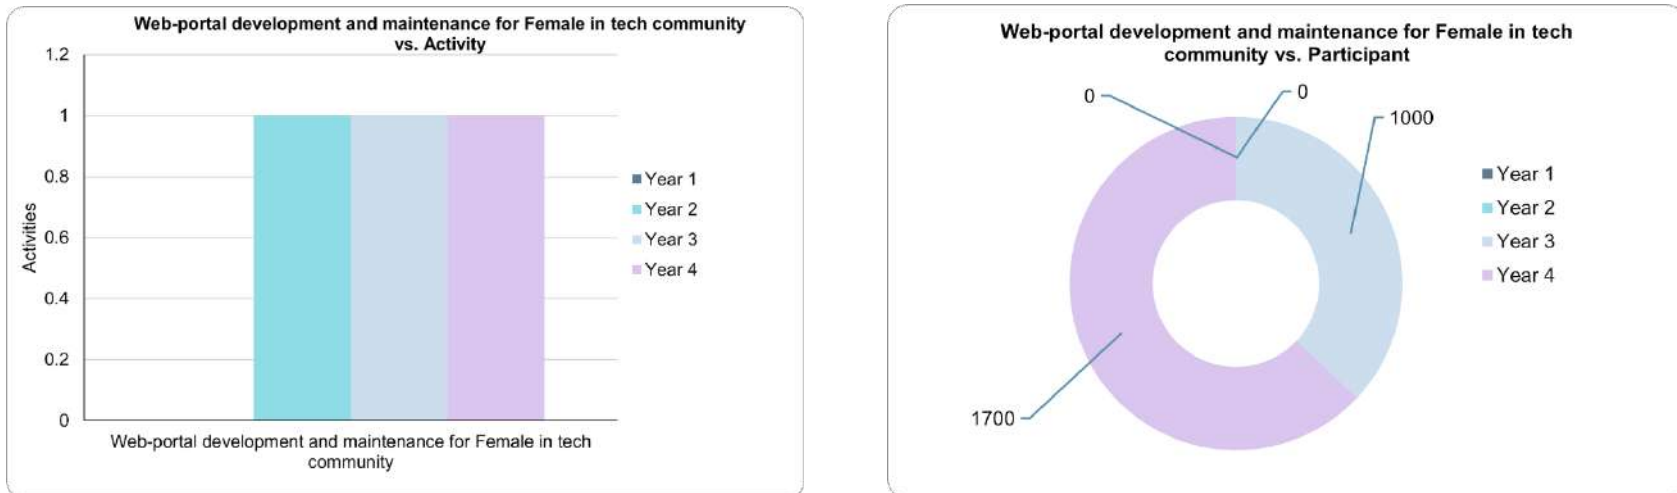 Web-portal development and maintenance for Female in tech community
vs. Activity
1.2
1
0.8
0.6
0.4
0.2
0
Activities
Web-portal development and maintenance for Female in tech
community
Year 1
Year 2
Year 3
Year 4
Web-portal development and maintenance for Female in tech
community vs. Participant
0
0
1000
1700
Year 1
Year 2
Year 3
Year 4